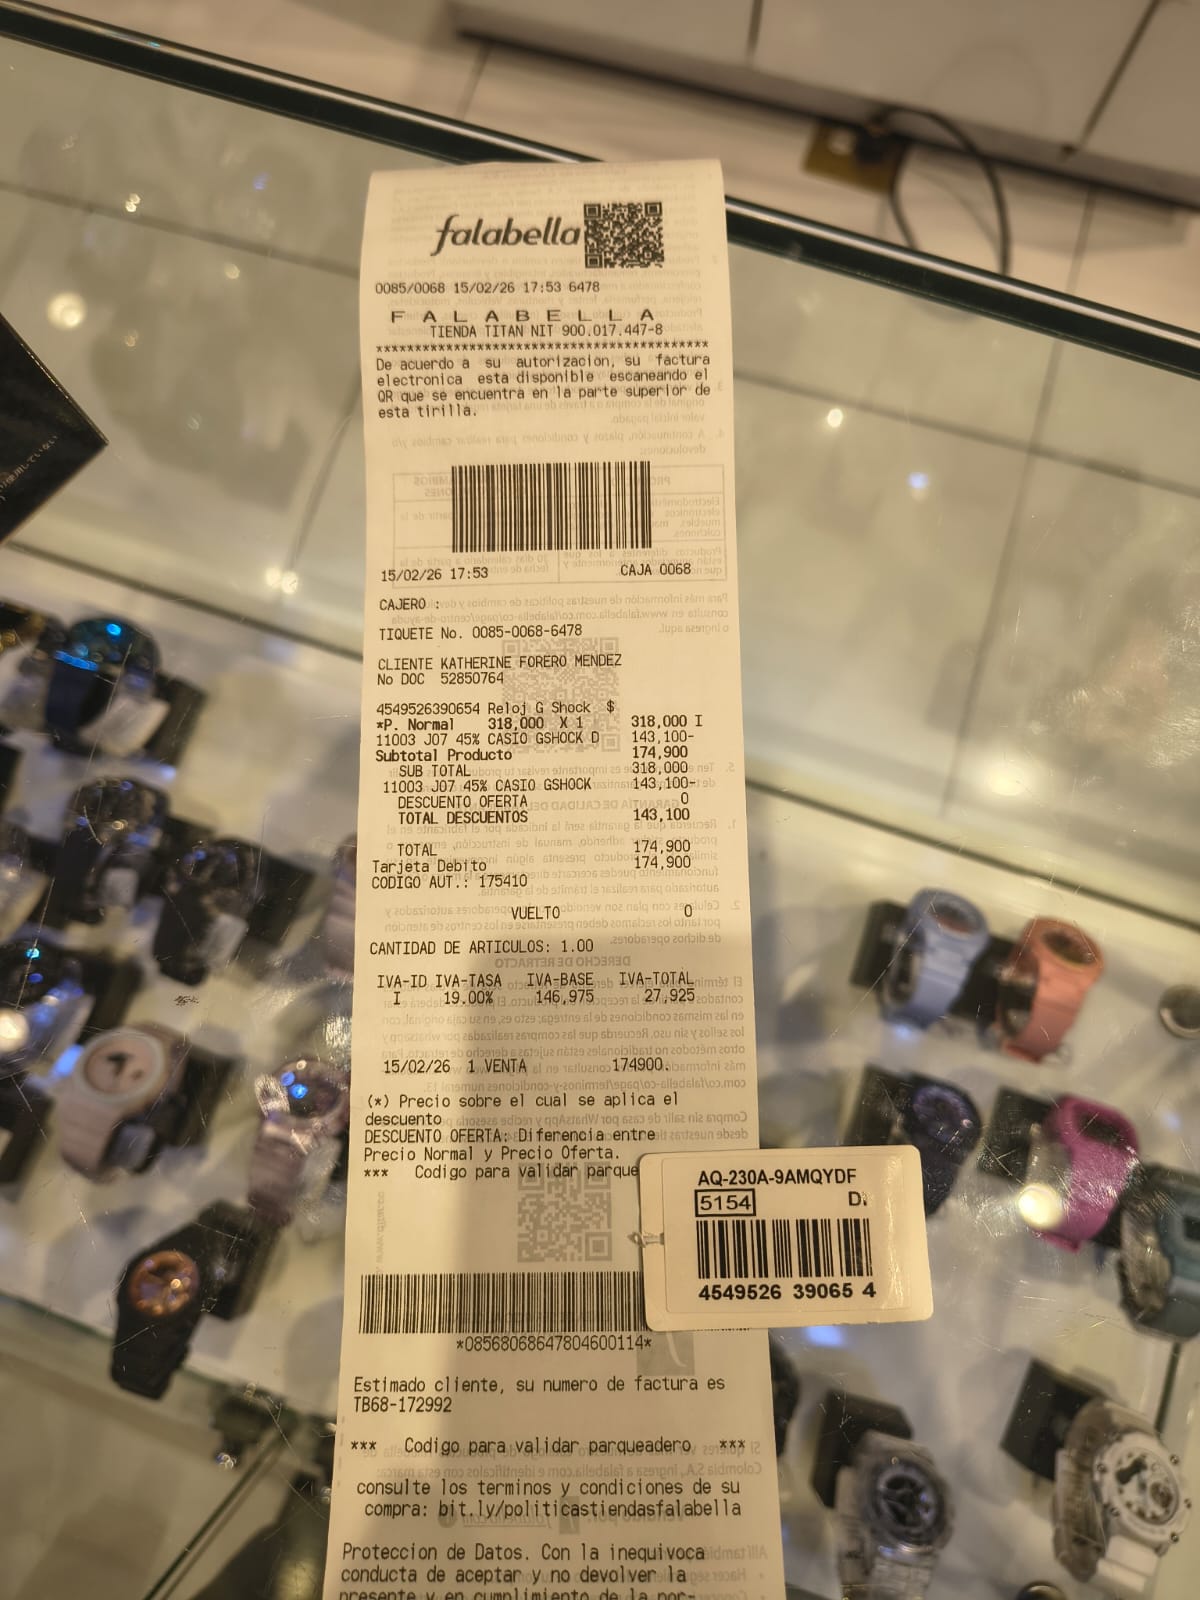 falabella
0085/0068 15/02/26 17:53 6478
F A L A B E L L A
TIENDA TITAN NIT 900.017.447-8
****************************************
De acuerdo a su autorizacion, su factura
electronica esta disponible escaneando el
QR que se encuentra en la parte superior de
esta tirilla.
15/02/26 17:53 CAJA 0068
CAJERO :
TIQUETE No. 0085-0068-6478
CLIENTE KATHERINE FORERO MENDEZ
No DOC 52850764
4549526390654 Reloj G Shock $
*P. Normal 318,000 X 1 318,000 I
11003 J07 45% CASIO GSHOCK D 143,100-
Subtotal Producto 174,900
SUB TOTAL 318,000
11003 J07 45% CASIO GSHOCK 143,100-
DESCUENTO OFERTA 0
TOTAL DESCUENTOS 143,100
TOTAL 174,900
Tarjeta Debito 174,900
CODIGO AUT.: 175410
VUELTO 0
CANTIDAD DE ARTICULOS: 1.00
IVA-ID IVA-TASA IVA-BASE IVA-TOTAL
I 19.00% 146,975 27,925
15/02/26 1 VENTA 174900.
(*) Precio sobre el cual se aplica el
descuento
DESCUENTO OFERTA: Diferencia entre
Precio Normal y Precio Oferta.
*** Codigo para validar parque
AQ-230A-9AMQYDF
5154 D
4549526 39065 4
*08568068647804600114*
Estimado cliente, su numero de factura es
TB68-172992
*** Codigo para validar parqueadero ***
consulte los terminos y condiciones de su
compra: bit.ly/politicastiendasfalabella
Proteccion de Datos. Con la inequivoca
conducta de aceptar y no devolver la
presente y en cumplimiento de la nor-